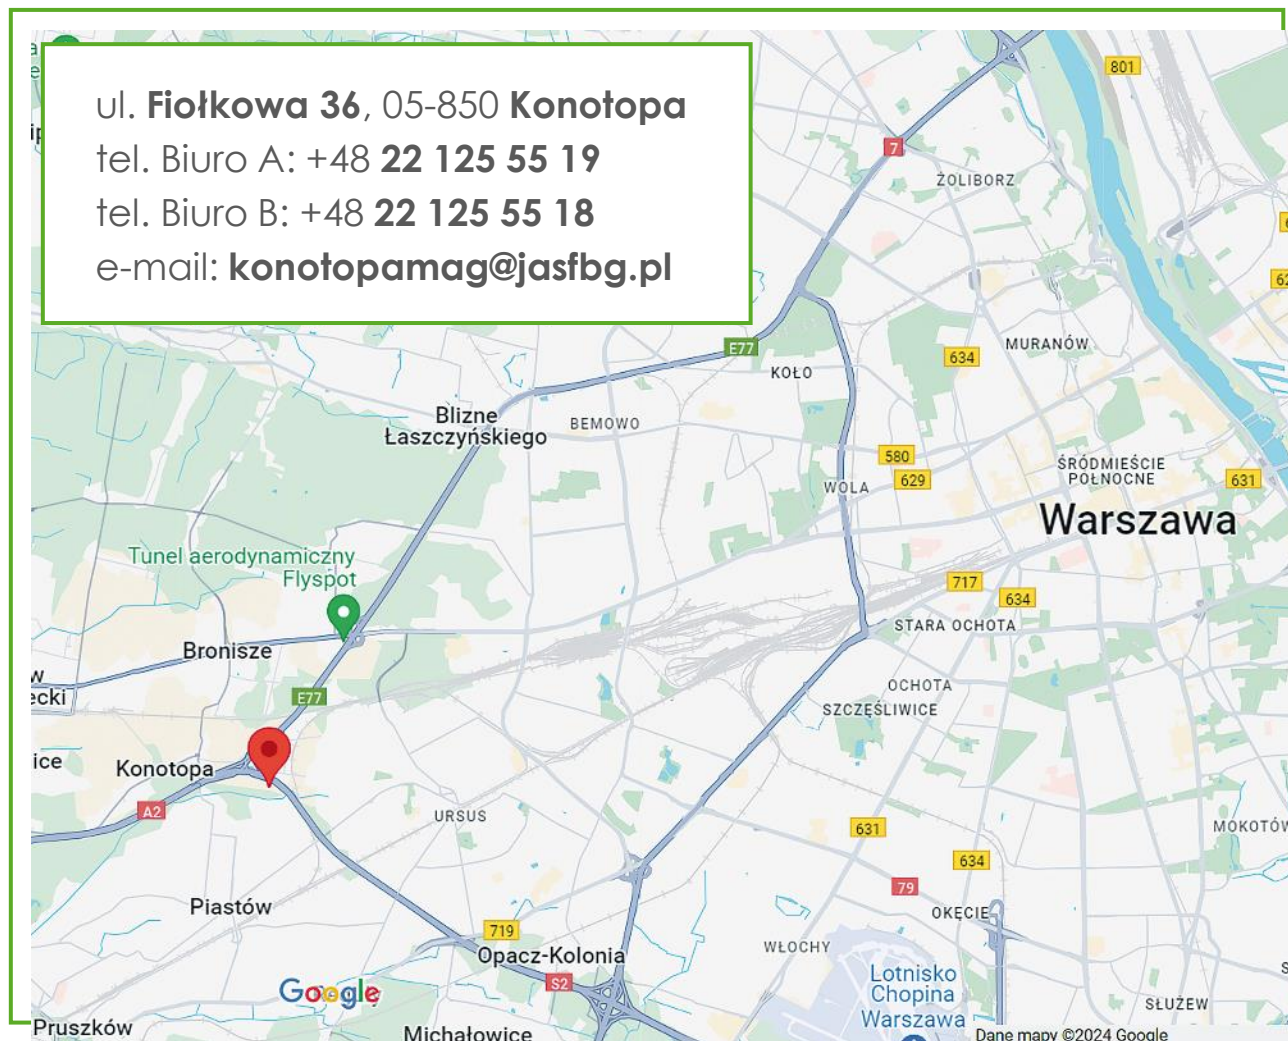 ul. Fiołkowa 36, 05-850 Konotopa
tel. Biuro A: +48 22 125 55 19
tel. Biuro B: +48 22 125 55 18
e-mail: konotopamag@jasfbg.pl
801
7
ŻOLIBORZ
E77
634
MURANÓW
KOŁO
Blizne
Łaszczyńskiego
BEMOWO
580
629
WOLA
ŚRÓDMIEŚCIE
PÓŁNOCNE
631
Warszawa
Tunel aerodynamiczny
Flyspot
717
634
STARA OCHOTA
Bronisze
E77
OCHOTA
SZCZĘŚLIWICE
Konotopa
A2
URSUS
631
634
MOKOTÓW
79
Piastów
OKĘCIE
719
WŁOCHY
Opacz-Kolonia
S2
Google
Lotnisko
Chopina
Warszawa
SŁUŻEW
Pruszków
Michałowice
Dane mapy ©2024 Google